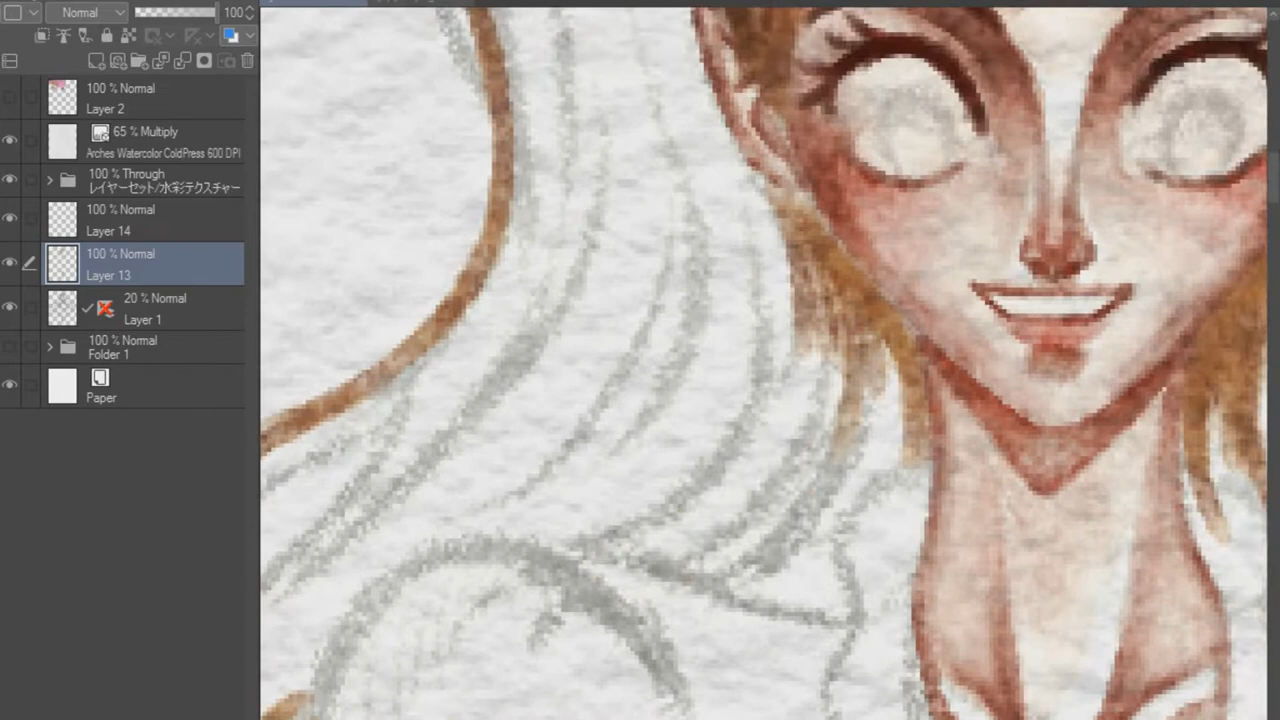 Normal 100
100 % Normal
Layer 2
65 % Multiply
Arches Watercolor ColdPress 600 DPI
100 % Through
レイヤーセット/水彩テクスチャー
100 % Normal
Layer 14
100 % Normal
Layer 13
20 % Normal
Layer 1
100 % Normal
Folder 1
Paper